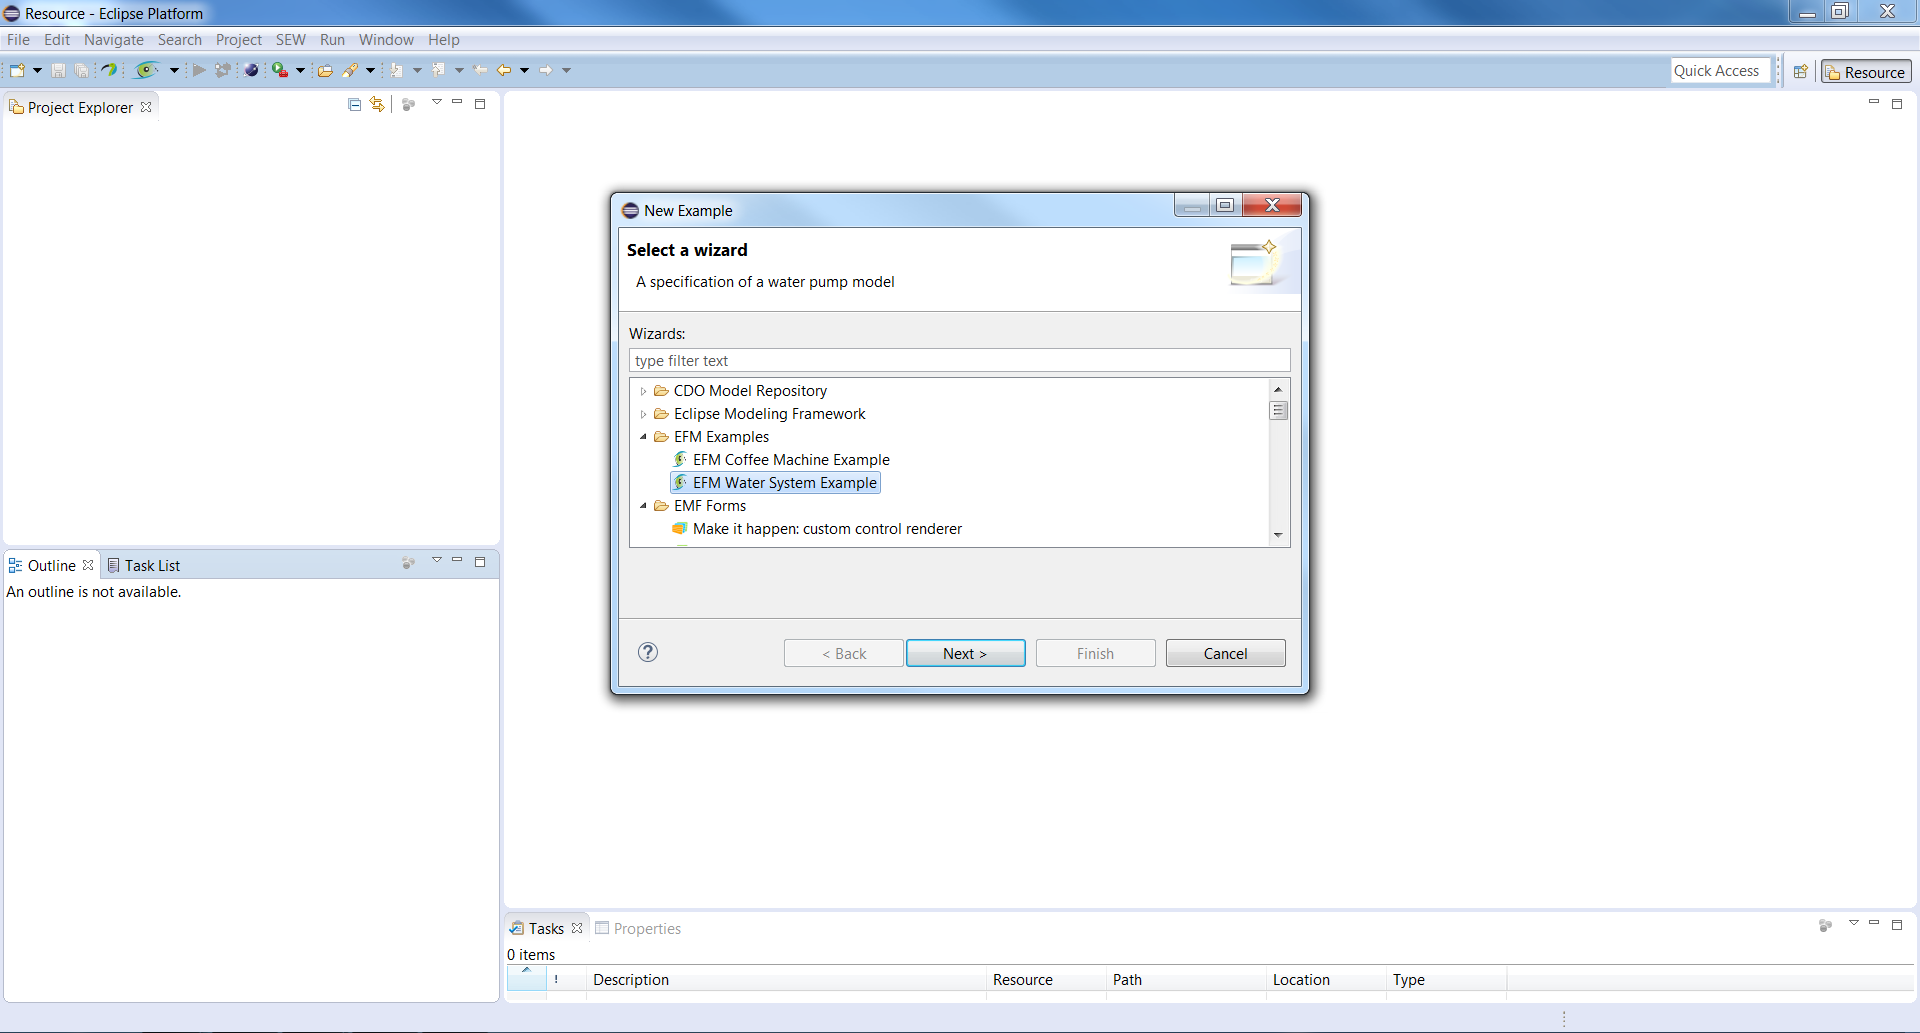 Resource - Eclipse Platform
File Edit Navigate Search Project SEW Run Window Help
Quick Access
Resource
Project Explorer
Outline Task List
An outline is not available.
New Example
Select a wizard
A specification of a water pump model
Wizards:
type filter text
CDO Model Repository
Eclipse Modeling Framework
EFM Examples
EFM Coffee Machine Example
EFM Water System Example
EMF Forms
Make it happen: custom control renderer
< Back Next > Finish Cancel
Tasks Properties
0 items
! Description Resource Path Location Type